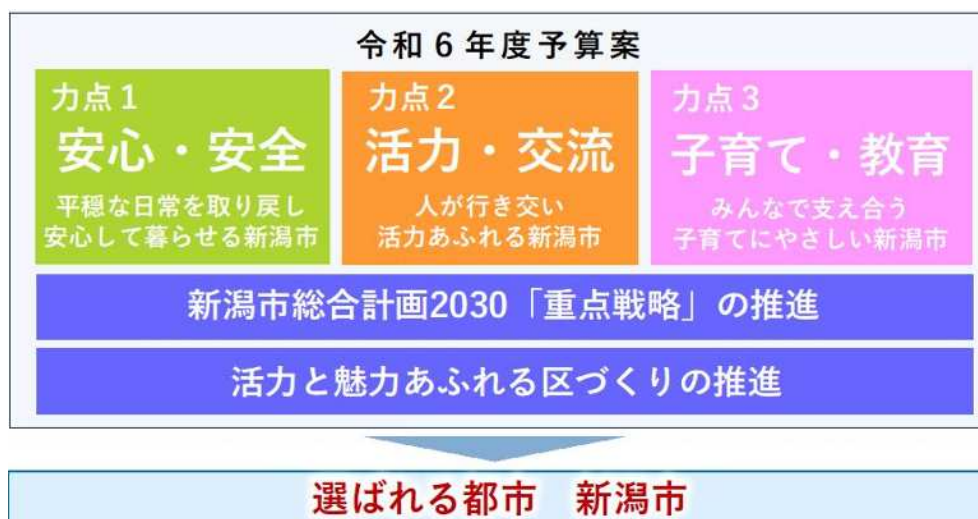 令和6年度予算案
力点1
安心・安全
平穏な日常を取り戻し
安心して暮らせる新潟市
力点2
活力・交流
人が行き交い
活力あふれる新潟市
力点3
子育て・教育
みんなで支え合う
子育てにやさしい新潟市
新潟市総合計画2030「重点戦略」の推進
活力と魅力あふれる区づくりの推進
選ばれる都市　新潟市